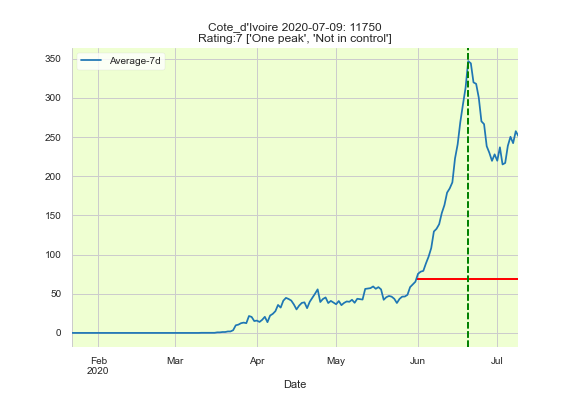 Cote_d'Ivoire 2020-07-09: 11750
Rating:7 ['One peak', 'Not in control']
Average-7d
350
300
250
200
150
100
50
0
Feb
2020
Mar
Apr
May
Jun
Jul
Date